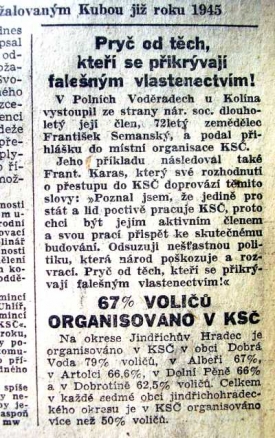 žalovaným Kubou již roku 1945
Pryč od těch,
kteří se přikrývají
falešným vlastenectvím!
V Polních Voděradech u Kolína
vystoupil ze strany nár. soc. dlouho-
letý její člen, 72letý zemědělec
František Semanský, a podal při-
hlášku do místní organisace KSČ.
Jeho příkladu následoval také
Frant. Karas, který své rozhodnutí
o přestupu do KSČ doprovází těmito
slovy: »Poznal jsem, že jedině pro
stát a lid poctivě pracuje KSČ, proto
chci být jejím aktivním členem
a svou prací přispět ke skutečnému
budování. Odsuzuji nešťastnou poli-
tiku, která národ poškozuje a roz-
vrací. Pryč od těch, kteří se přikrý-
vají falešným vlastenectvím!«
67% VOLIČŮ
ORGANISOVÁNO V KSČ
Na okrese Jindřichův Hradec je
organisováno v KSČ v obci Dobrá
Voda 79% voličů, v Albeři 67%,
v Artolci 66,6%, v Dolní Pěně 66%
a v Dobrotíně 62,5% voličů. Celkem
v každé sedmé obci jindřichohradec-
kého okresu je v KSČ organisováno
více než 50% voličů.